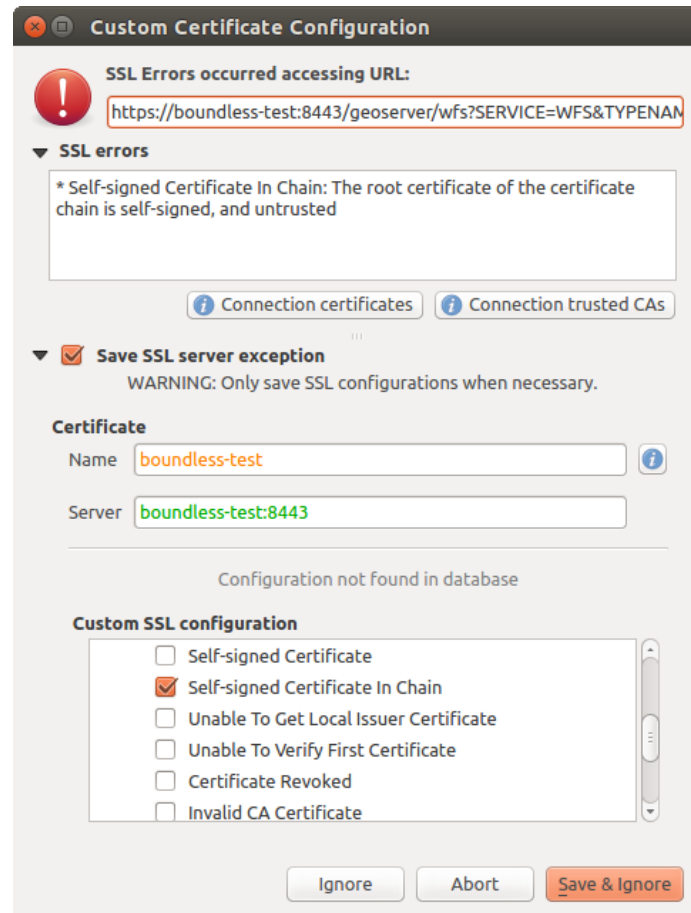 Custom Certificate Configuration
SSL Errors occurred accessing URL:
https://boundless-test:8443/geoserver/wfs?SERVICE=WFS&TYPENAM
SSL errors
* Self-signed Certificate In Chain: The root certificate of the certificate
chain is self-signed, and untrusted
Connection certificates
Connection trusted CAs
Save SSL server exception
WARNING: Only save SSL configurations when necessary.
Certificate
Name boundless-test
Server boundless-test:8443
Configuration not found in database
Custom SSL configuration
Self-signed Certificate
Self-signed Certificate In Chain
Unable To Get Local Issuer Certificate
Unable To Verify First Certificate
Certificate Revoked
Invalid CA Certificate
Ignore
Abort
Save & Ignore